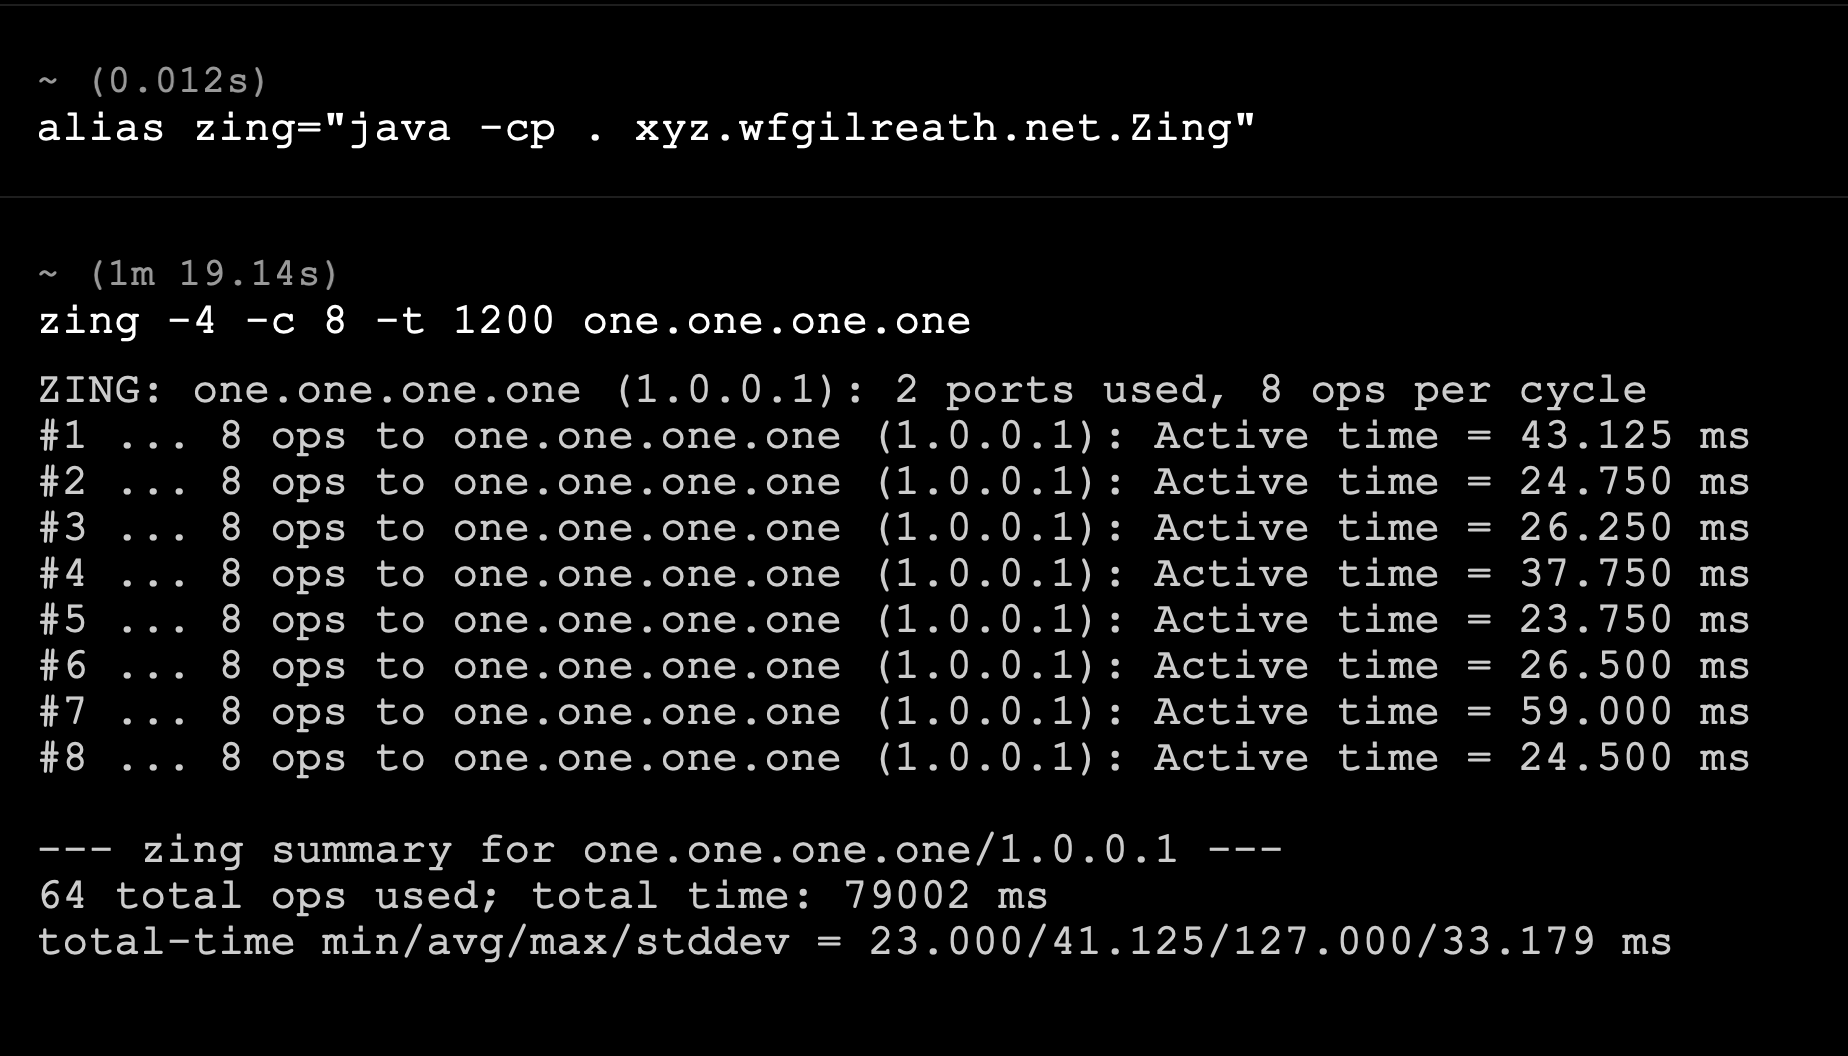 ~ (0.012s)
alias zing="java -cp . xyz.wfgilreath.net.Zing"
~ (1m 19.14s)
zing -4 -c 8 -t 1200 one.one.one.one
ZING: one.one.one.one (1.0.0.1): 2 ports used, 8 ops per cycle
#1 ... 8 ops to one.one.one.one (1.0.0.1): Active time = 43.125 ms
#2 ... 8 ops to one.one.one.one (1.0.0.1): Active time = 24.750 ms
#3 ... 8 ops to one.one.one.one (1.0.0.1): Active time = 26.250 ms
#4 ... 8 ops to one.one.one.one (1.0.0.1): Active time = 37.750 ms
#5 ... 8 ops to one.one.one.one (1.0.0.1): Active time = 23.750 ms
#6 ... 8 ops to one.one.one.one (1.0.0.1): Active time = 26.500 ms
#7 ... 8 ops to one.one.one.one (1.0.0.1): Active time = 59.000 ms
#8 ... 8 ops to one.one.one.one (1.0.0.1): Active time = 24.500 ms
--- zing summary for one.one.one.one/1.0.0.1 ---
64 total ops used; total time: 79002 ms
total-time min/avg/max/stddev = 23.000/41.125/127.000/33.179 ms